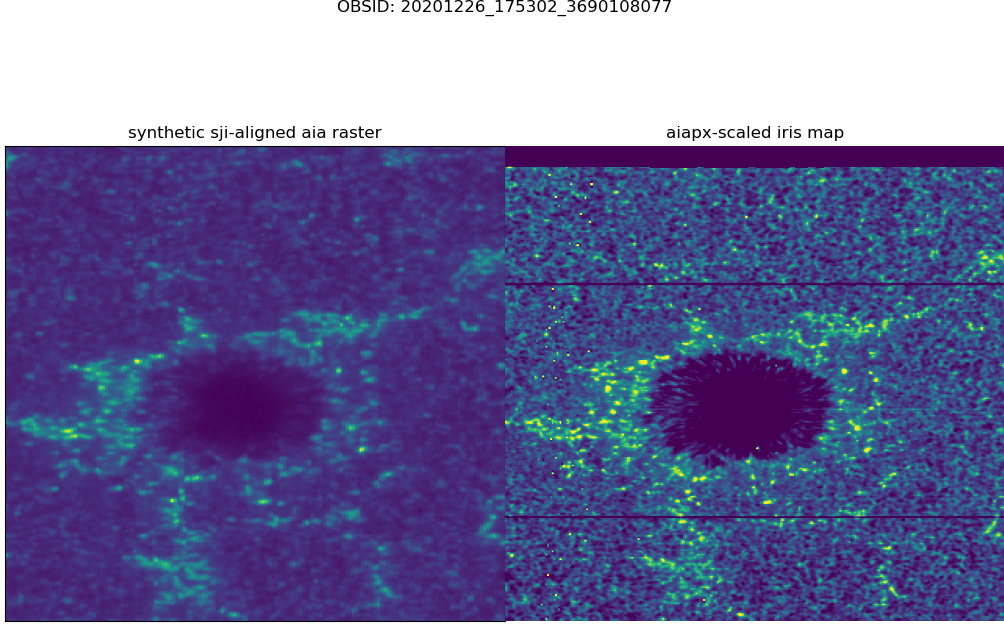 OBSID: 20201226_175302_3690108077
synthetic sji-aligned aia raster
aiapx-scaled iris map